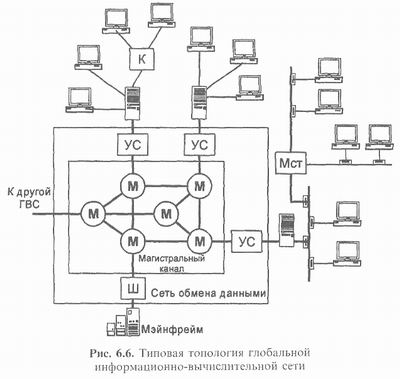 К
УС
УС
Мст
М
М
К другой
ГВС
М
М
М
М
УС
Магистральный
канал
Ш
Сеть обмена данными
Мэйнфрейм
Рис. 6.6. Типовая топология глобальной
информационно-вычислительной сети